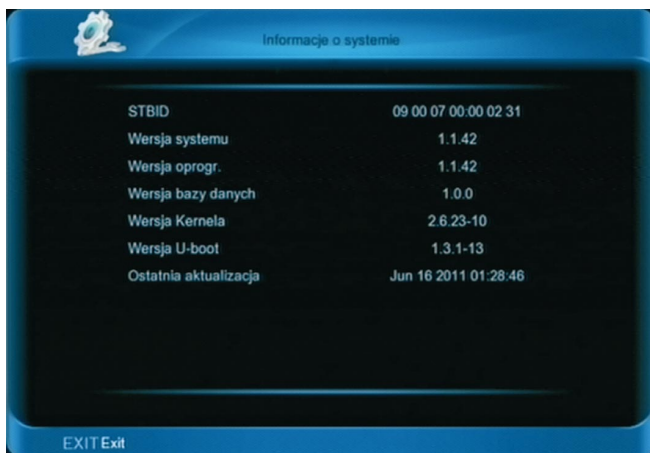 Informacje o systemie
STBID 09 00 07 00:00 02 31
Wersja systemu 1.1.42
Wersja oprogr. 1.1.42
Wersja bazy danych 1.0.0
Wersja Kernela 2.6.23-10
Wersja U-boot 1.3.1-13
Ostatnia aktualizacja Jun 16 2011 01:28:46
EXIT Exit